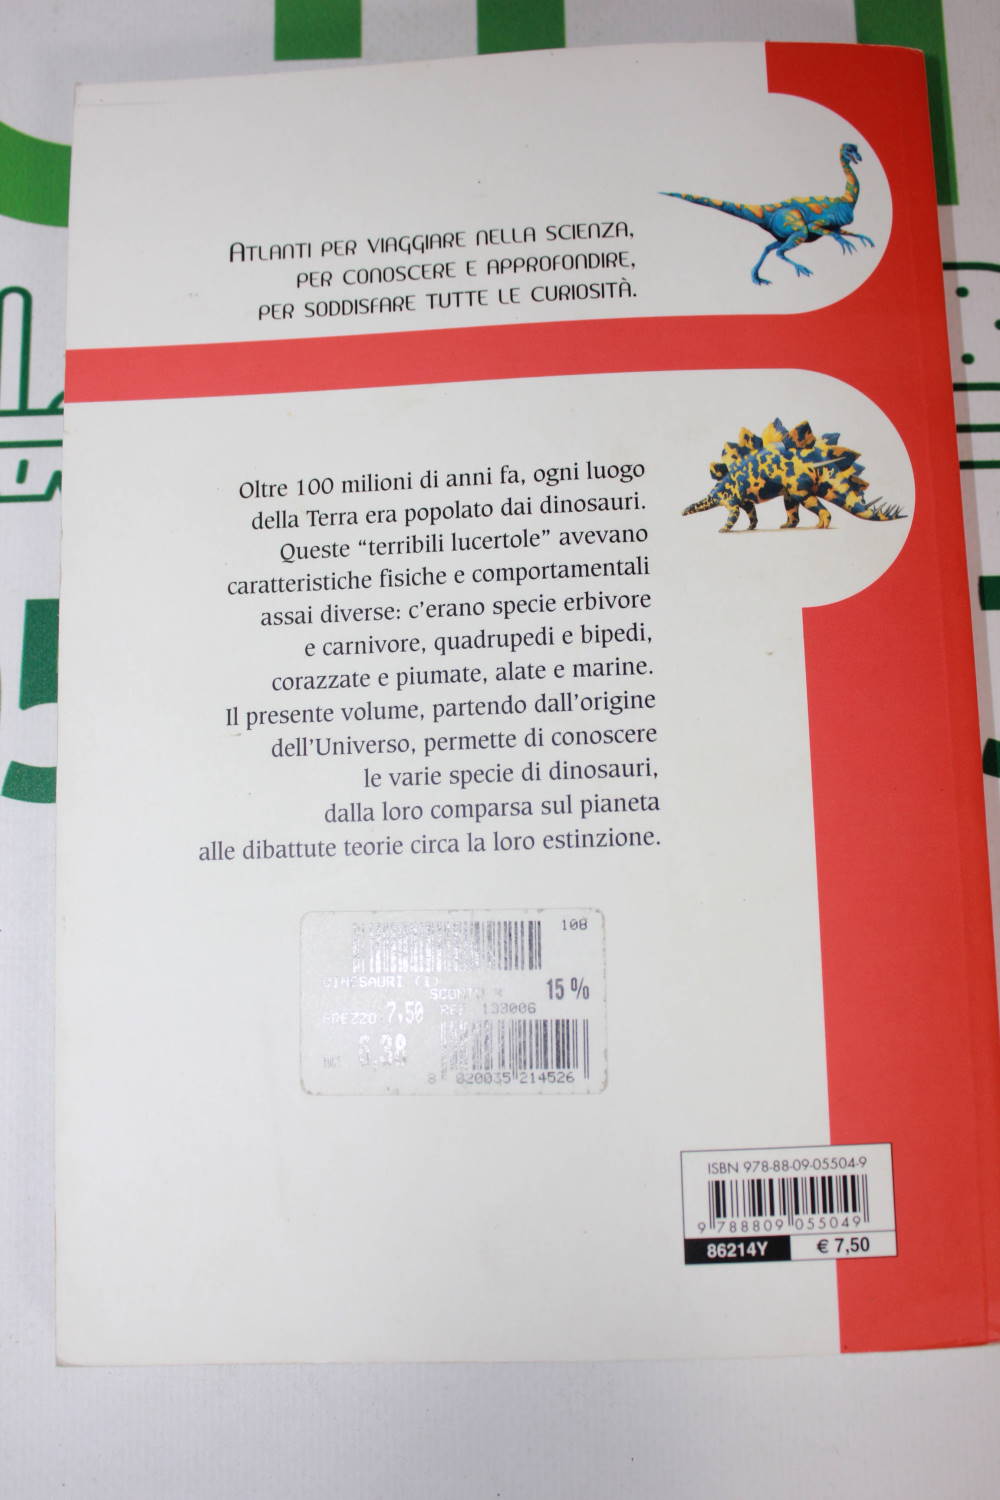 ATLANTI PER VIAGGIARE NELLA SCIENZA,
PER CONOSCERE E APPROFONDIRE,
PER SODDISFARE TUTTE LE CURIOSITÀ.
Oltre 100 milioni di anni fa, ogni luogo
della Terra era popolato dai dinosauri.
Queste “terribili lucertole” avevano
caratteristiche fisiche e comportamentali
assai diverse: c’erano specie erbivore
e carnivore, quadrupedi e bipedi,
corazzate e piumate, alate e marine.
Il presente volume, partendo dall’origine
dell’Universo, permette di conoscere
le varie specie di dinosauri,
dalla loro comparsa sul pianeta
alle dibattute teorie circa la loro estinzione.
108
15 %
PREZZO 7,50 133006
6,38
8 020035 214526
ISBN 978-88-09-05504-9
9 788809 055049
86214Y € 7,50